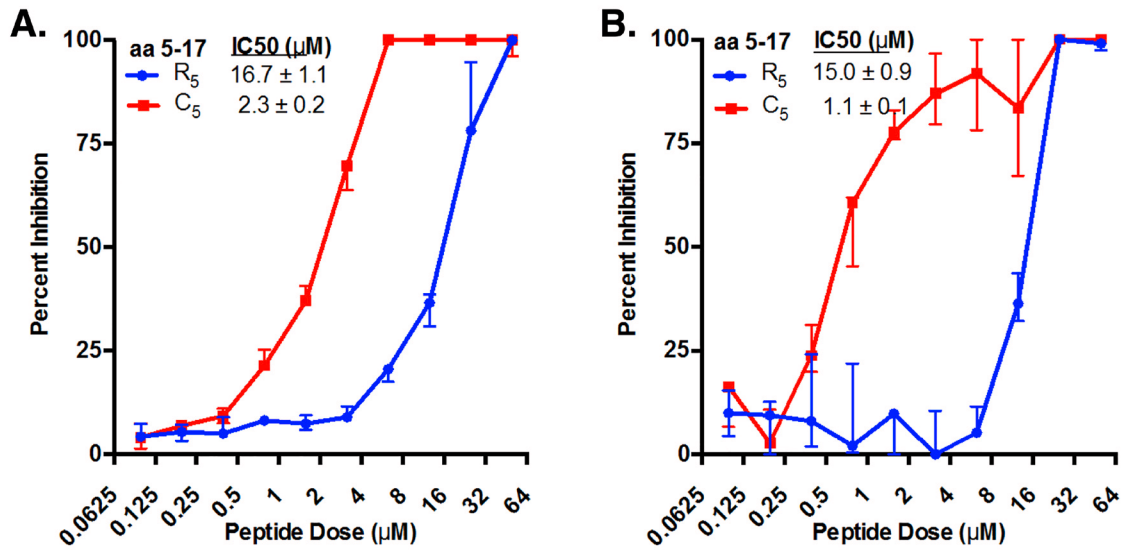 A.
aa 5-17 IC50 (µM)
R5 16.7 ± 1.1
C5 2.3 ± 0.2
100
75
50
25
0
Percent Inhibition
0.0625 0.125 0.25 0.5 1 2 4 8 16 32 64
Peptide Dose (µM)
B.
aa 5-17 IC50 (µM)
R5 15.0 ± 0.9
C5 1.1 ± 0.1
100
75
50
25
0
Percent Inhibition
0.0625 0.125 0.25 0.5 1 2 4 8 16 32 64
Peptide Dose (µM)